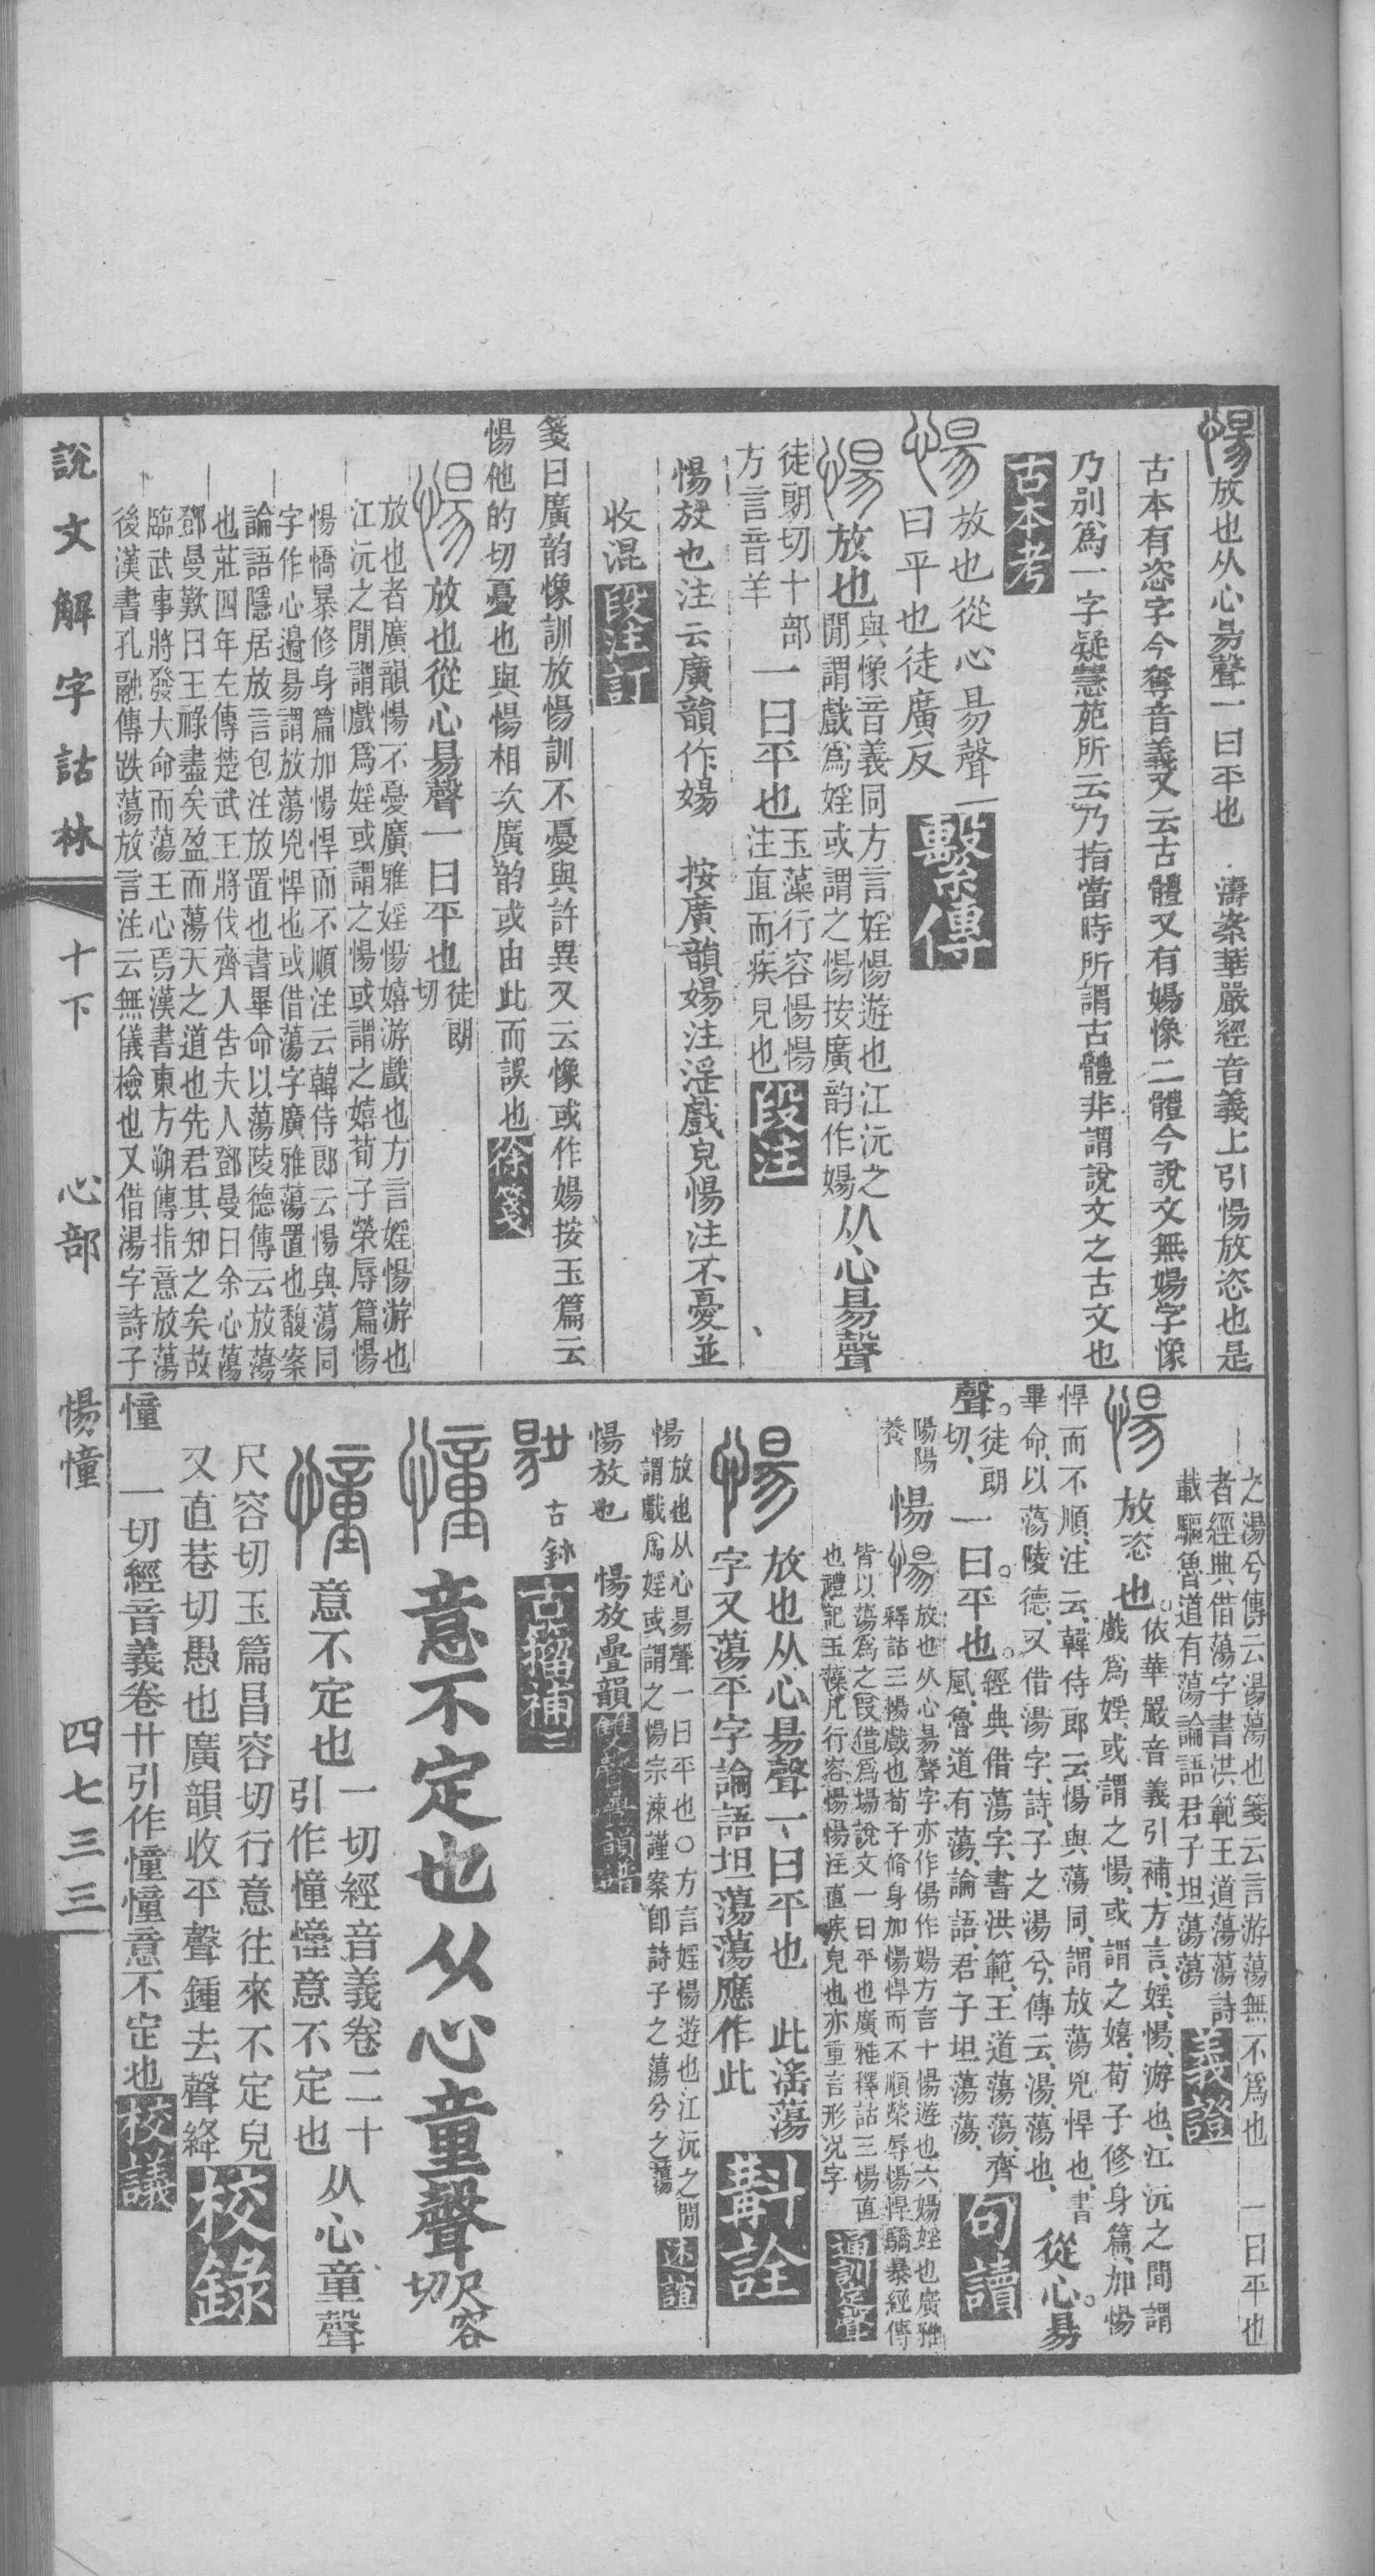 愓放也从心昜聲一曰平也　濤案華嚴經音義上引愓放恣也是
古本有恣字今奪音義又云古體又有婸像二體今說文無婸字像
乃別爲一字疑慧苑所云乃指當時所謂古體非謂說文之古文也
古本考
愓放也從心昜聲一
曰平也徒廣反　繫傳
愓放也與像音義同方言婬愓遊也江沅之
閒謂戲爲婬或謂之愓按廣韵作婸从心昜聲
徒朗切十部
方言音羊一曰平也玉藻行容愓愓
注直而疾皃也段注
愓放也注云廣韻作婸　按廣韻婸注淫戲皃愓注不憂並
收混　段注訂
箋曰廣韵像訓放愓訓不憂與許異又云像或作婸按玉篇云
愓他的切憂也與愓相次廣韵或由此而誤也徐箋
愓放也從心昜聲一曰平也徒朗
切
放也者廣韻愓不憂廣雅婬愓嬉游戲也方言婬愓游也
江沅之閒謂戲爲婬或謂之愓或謂之嬉荀子榮辱篇愓
愓憍暴修身篇加愓悍而不順注云韓侍郎云愓與蕩同
字作心邉昜謂放蕩兇悍也或借蕩字廣雅蕩置也馥案
論語隱居放言包注放置也書畢命以蕩陵德傳云放蕩
也莊四年左傳楚武王將伐齊入告夫人鄧曼曰余心蕩
鄧曼歎曰王祿盡矣盈而蕩天之道也先君其知之矣故
臨武事將發大命而蕩王心焉漢書東方朔傳指意放蕩
後漢書孔融傳跌蕩放言注云無儀檢也又借湯字詩子
之湯兮傳云湯蕩也箋云言游蕩無不爲也　一曰平也
者經典借蕩字書洪範王道蕩蕩詩
載驅魯道有蕩論語君子坦蕩蕩　義證
愓放恣也。依華嚴音義引補、方言、婬、愓、游也、江沅之間謂
戲爲婬、或謂之愓、或謂之嬉、荀子修身篇、加愓
悍而不順、注云、韓侍郎云、愓與蕩同、謂放蕩兇悍也、書
畢命、以蕩陵德、又借湯字、詩、子之湯兮、傳云、湯、蕩也、從心。昜
聲。徒朗
切、一曰。平也。經典借蕩字、書洪範、王道蕩蕩、齊
風、魯道有蕩、論語、君子坦蕩蕩、句讀
陽陽
養　愓　愓放也从心昜聲字亦作傷作婸方言十愓遊也六婸婬也廣雅
釋詁三愓戲也荀子脩身加愓悍而不順榮辱愓悍驕暴經傳
皆以蕩爲之叚借爲場說文一曰平也廣雅釋詁三愓直
也禮記玉藻凡行容愓愓注直疾皃也亦重言形況字　通訓定聲
愓放也从心昜聲一曰平也　此滛蕩
字又蕩平字論語坦蕩蕩應作此　斠詮
愓放也从心昜聲一曰平也〇方言婬愓遊也江沅之閒
謂戲爲婬或謂之愓宗涑謹案卽詩子之蕩兮之蕩　述誼
愓放也　愓放疊韻　雙聲疊韻譜
古鉥　古籀補二
憧意不定也从心童聲尺容
切
憧意不定也一切經音義卷二十
引作憧憧意不定也从心童聲
尺容切玉篇昌容切行意往來不定皃
又直巷切愚也廣韻收平聲鍾去聲絳　校錄
憧　一切經音義卷廿引作憧憧意不定也　校議
說文解字詁林　十下　心部　愓憧　四七三三